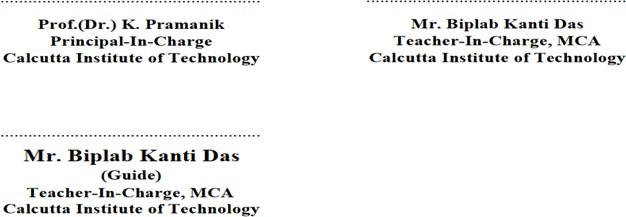 Prof.(Dr.) K. Pramanik
Principal-In-Charge
Calcutta Institute of Technology
Mr. Biplab Kanti Das
Teacher-In-Charge, MCA
Calcutta Institute of Technology
Mr. Biplab Kanti Das
(Guide)
Teacher-In-Charge, MCA
Calcutta Institute of Technology